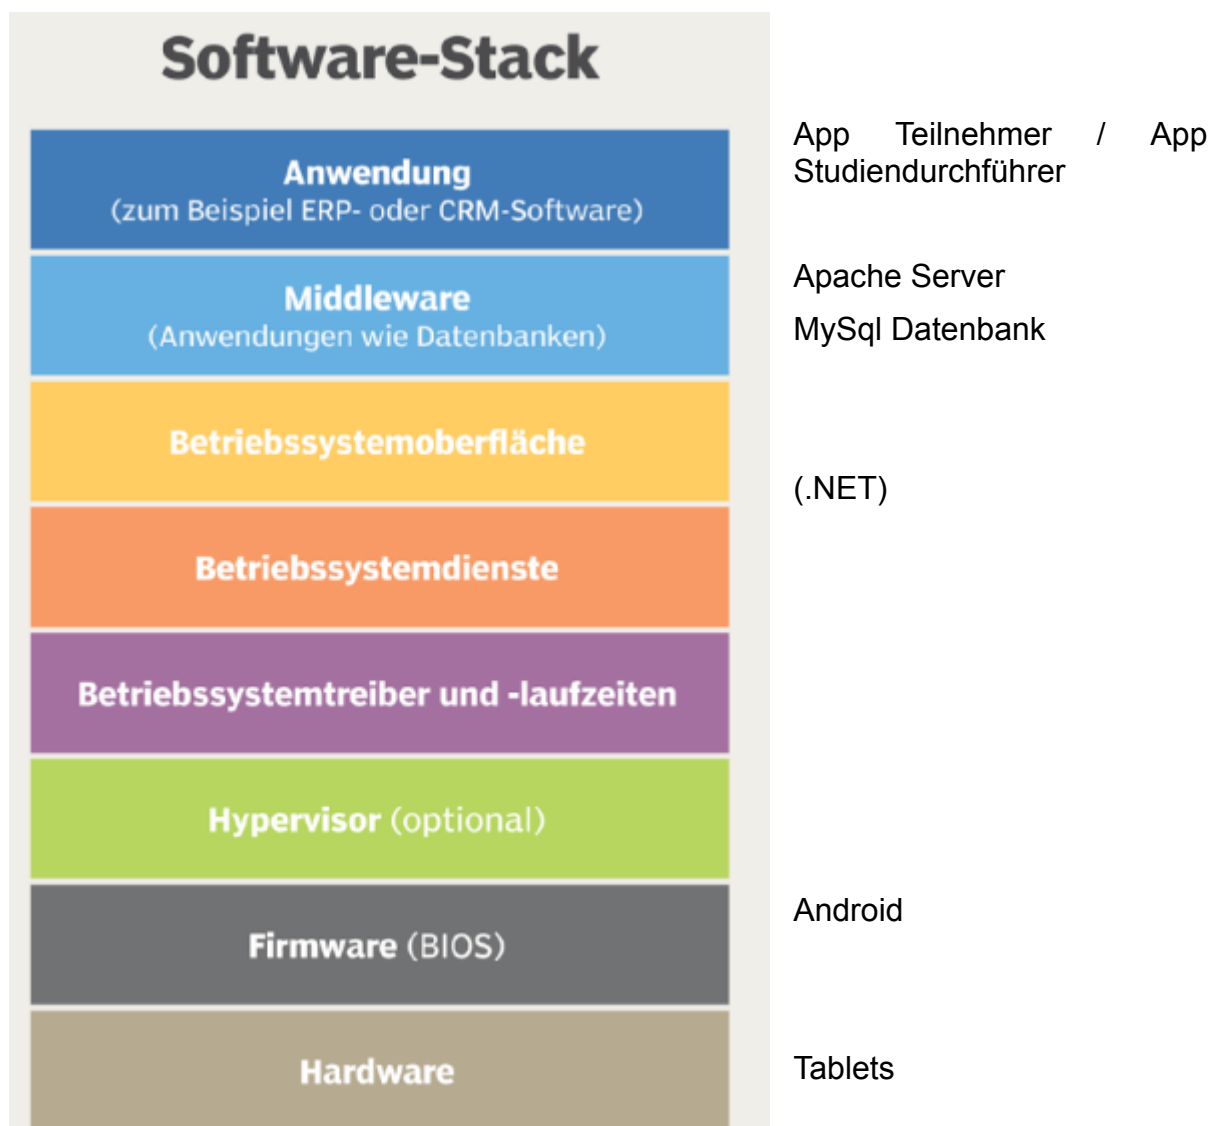 Software-Stack
App Teilnehmer / App
Studiendurchführer
Anwendung
(zum Beispiel ERP- oder CRM-Software)
Apache Server
Middleware
(Anwendungen wie Datenbanken)
MySql Datenbank
Betriebssystemoberfläche
(.NET)
Betriebssystemdienste
Betriebssystemtreiber und -laufzeiten
Hypervisor (optional)
Android
Firmware (BIOS)
Hardware
Tablets